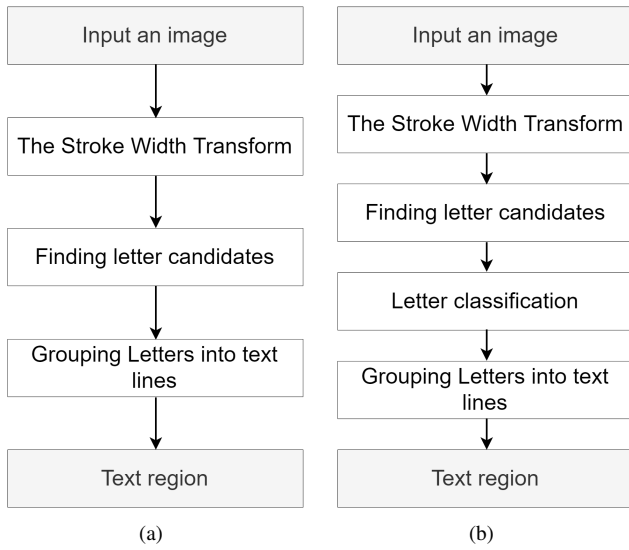 Input an image
The Stroke Width Transform
Finding letter candidates
Grouping Letters into text
lines
Text region
(a)
Input an image
The Stroke Width Transform
Finding letter candidates
Letter classification
Grouping Letters into text
lines
Text region
(b)